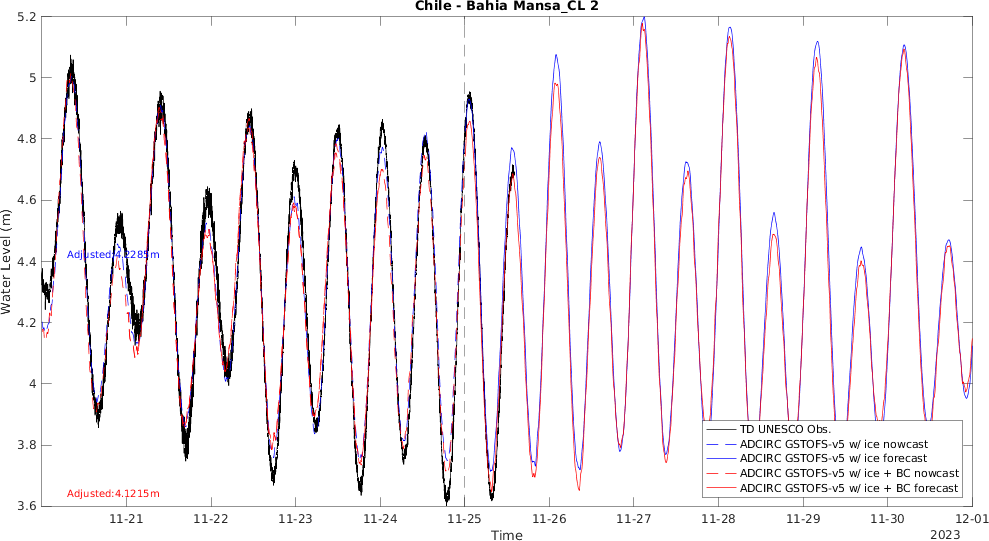 Chile - Bahia Mansa_CL 2
5.2
5
4.8
4.6
4.4
4.2
4
3.8
3.6
Water Level (m)
Adjusted:4.2285m
Adjusted:4.1215m
TD UNESCO Obs.
ADCIRC GSTOFS-v5 w/ ice nowcast
ADCIRC GSTOFS-v5 w/ ice forecast
ADCIRC GSTOFS-v5 w/ ice + BC nowcast
ADCIRC GSTOFS-v5 w/ ice + BC forecast
11-21
11-22
11-23
11-24
11-25
11-26
11-27
11-28
11-29
11-30
12-01
Time
2023